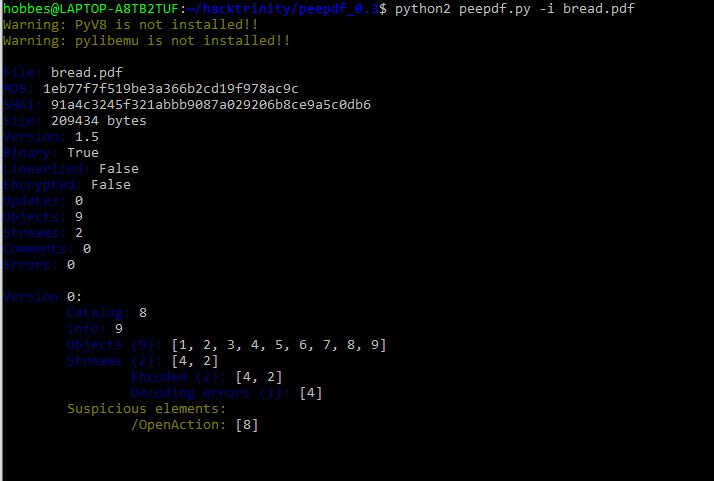 hobbes@LAPTOP-A8TB2TUF:~/hacktrinity/peepdf_0.3$ python2 peepdf.py -i bread.pdf
Warning: PyV8 is not installed!!
Warning: pylibemu is not installed!!
File: bread.pdf
MD5: 1eb77f7f519be3a366b2cd19f978ac9c
SHA1: 91a4c3245f321abbb9087a029206b8ce9a5c0db6
Size: 209434 bytes
Version: 1.5
Binary: True
Linearized: False
Encrypted: False
Updates: 0
Objects: 9
Streams: 2
Comments: 0
Errors: 0
Version 0:
Catalog: 8
Info: 9
Objects (9): [1, 2, 3, 4, 5, 6, 7, 8, 9]
Streams (2): [4, 2]
Encoded (2): [4, 2]
Decoding errors (1): [4]
Suspicious elements:
/OpenAction: [8]